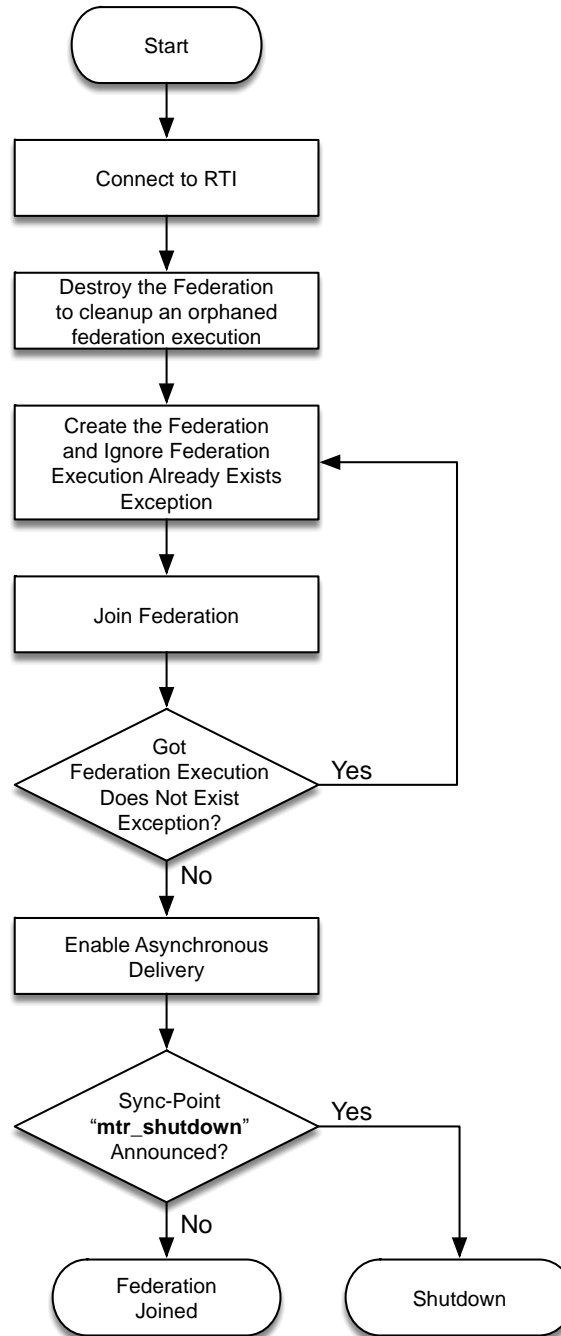 Start
Connect to RTI
Destroy the Federation
to cleanup an orphaned
federation execution
Create the Federation
and Ignore Federation
Execution Already Exists
Exception
Join Federation
Got
Federation Execution
Does Not Exist
Exception?
Yes
No
Enable Asynchronous
Delivery
Sync-Point
“mtr_shutdown”
Announced?
Yes
No
Federation
Joined
Shutdown